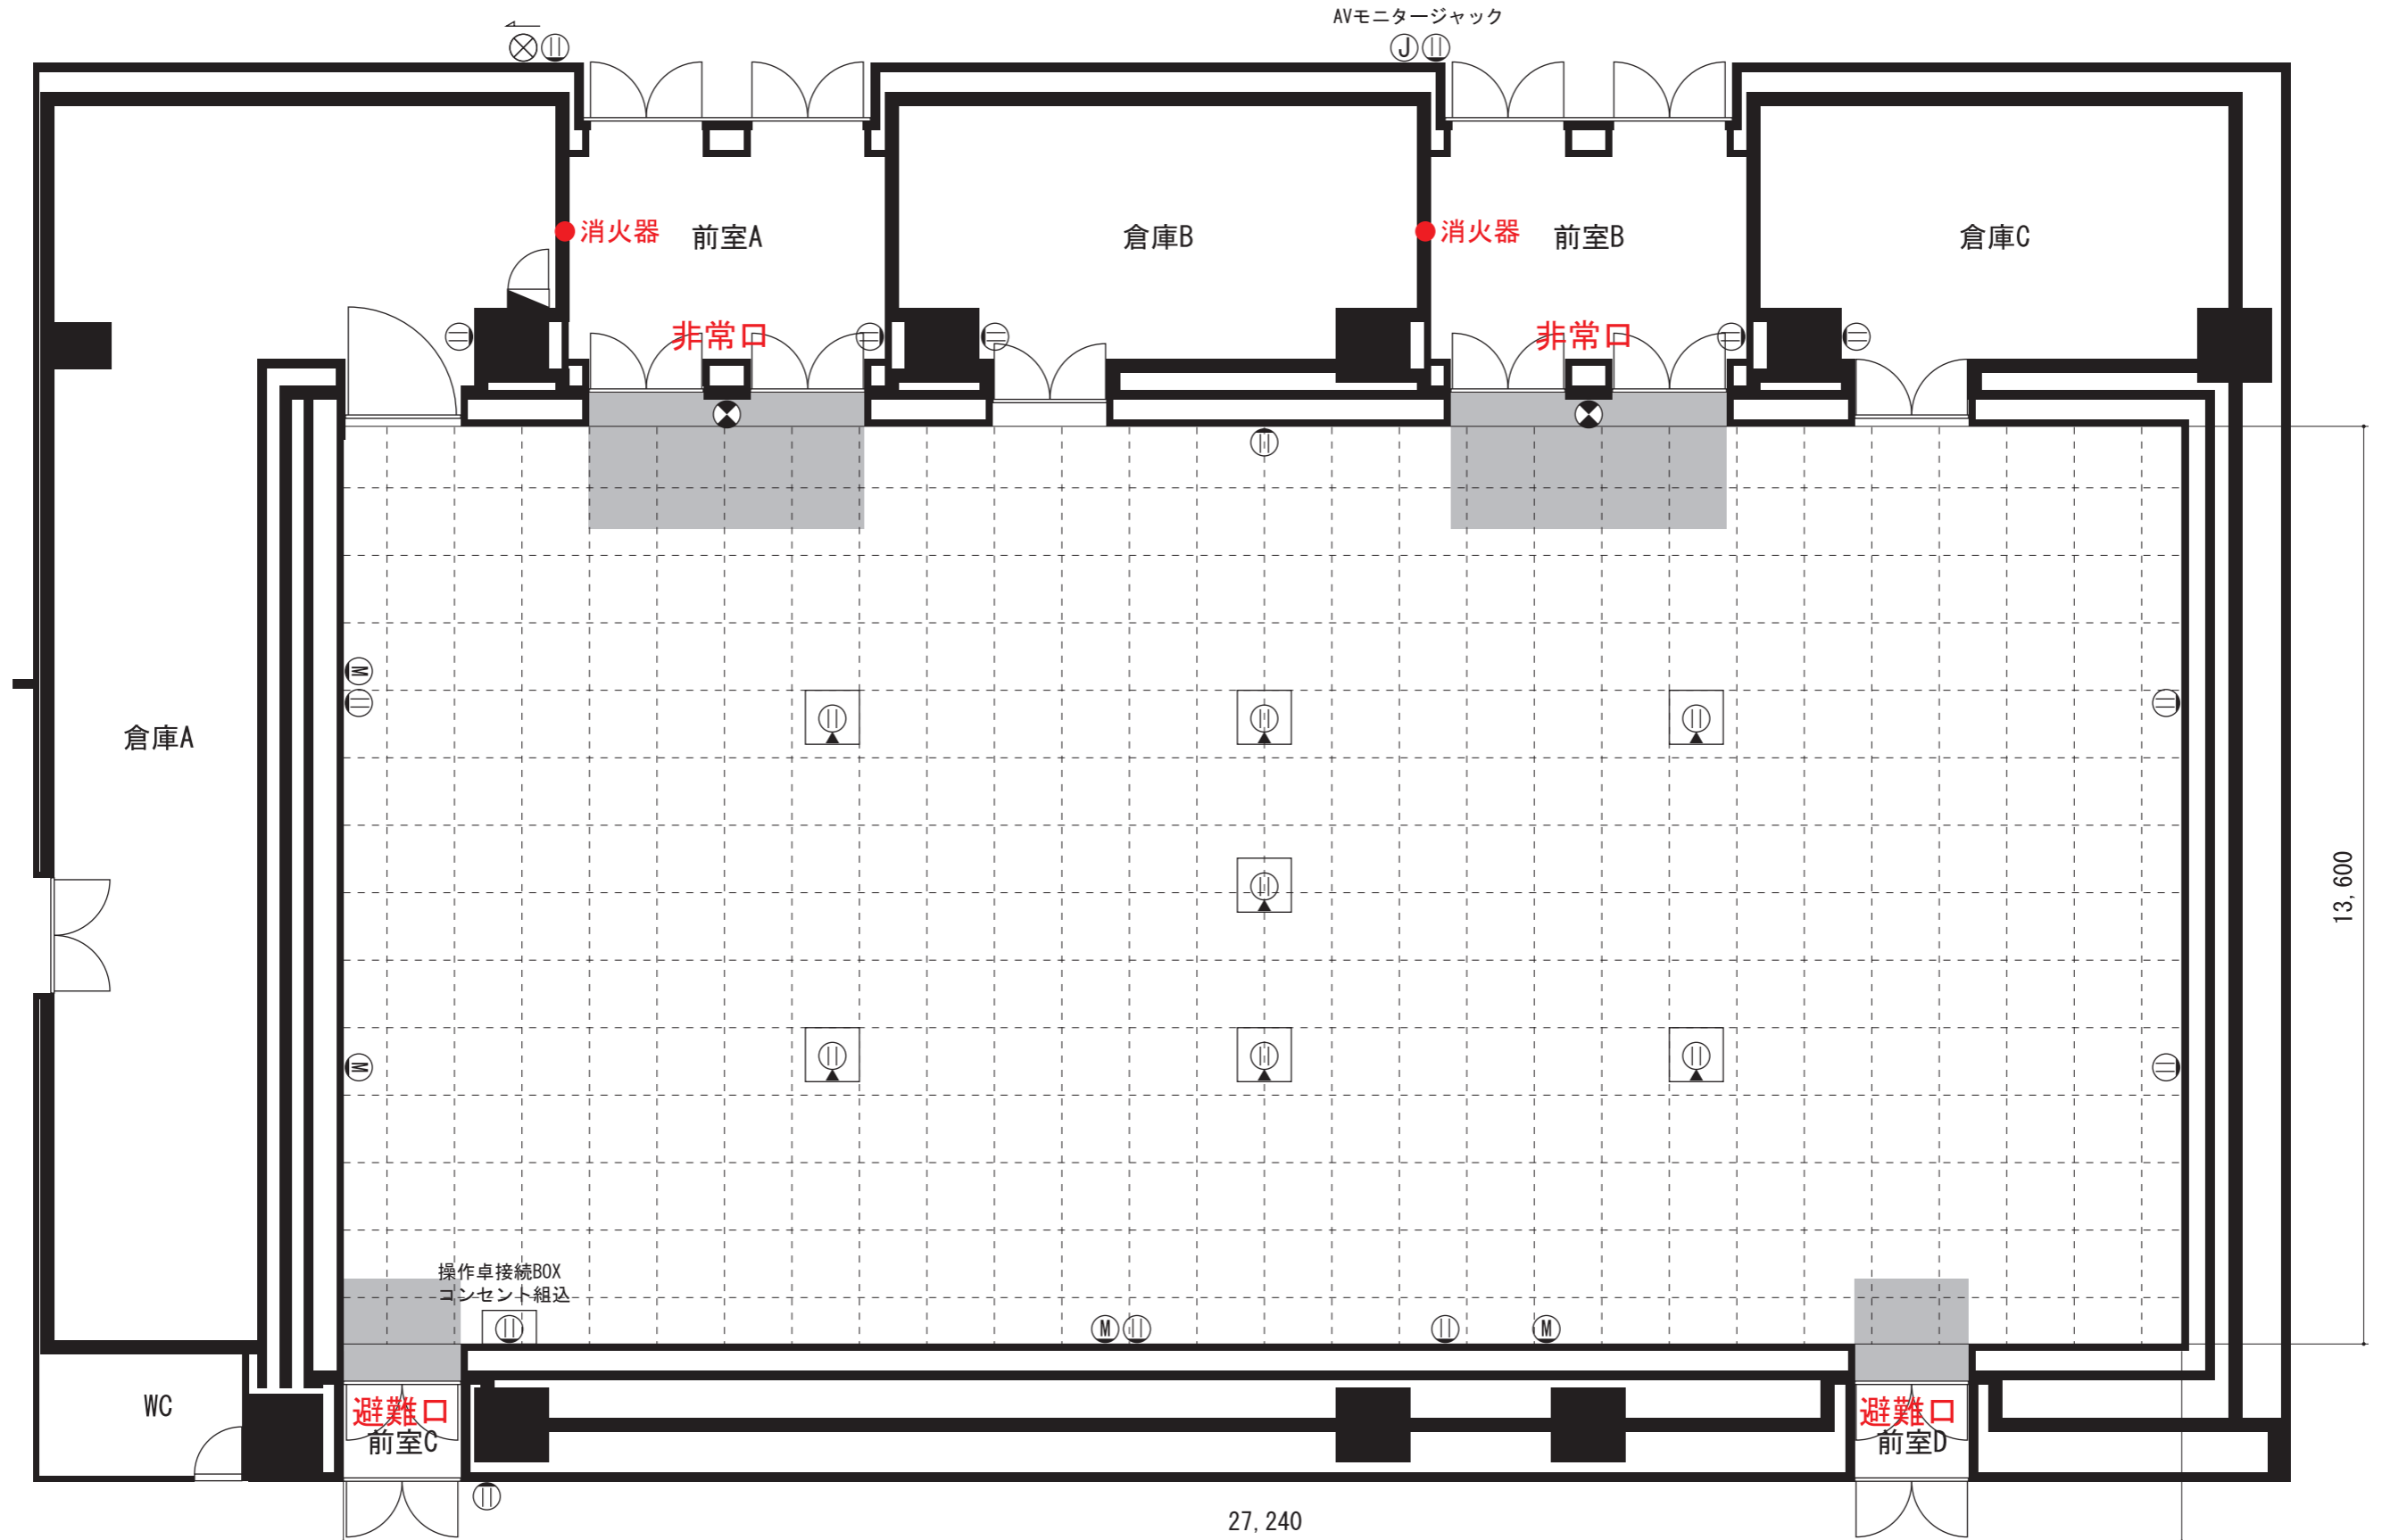 AVモニタージャック
J
消火器
前室A
倉庫B
消火器
前室B
倉庫C
非常口
非常口
M
倉庫A
13,600
M
操作卓接続BOX
コンセント組込
M
M
WC
避難口
前室C
避難口
前室D
27,240